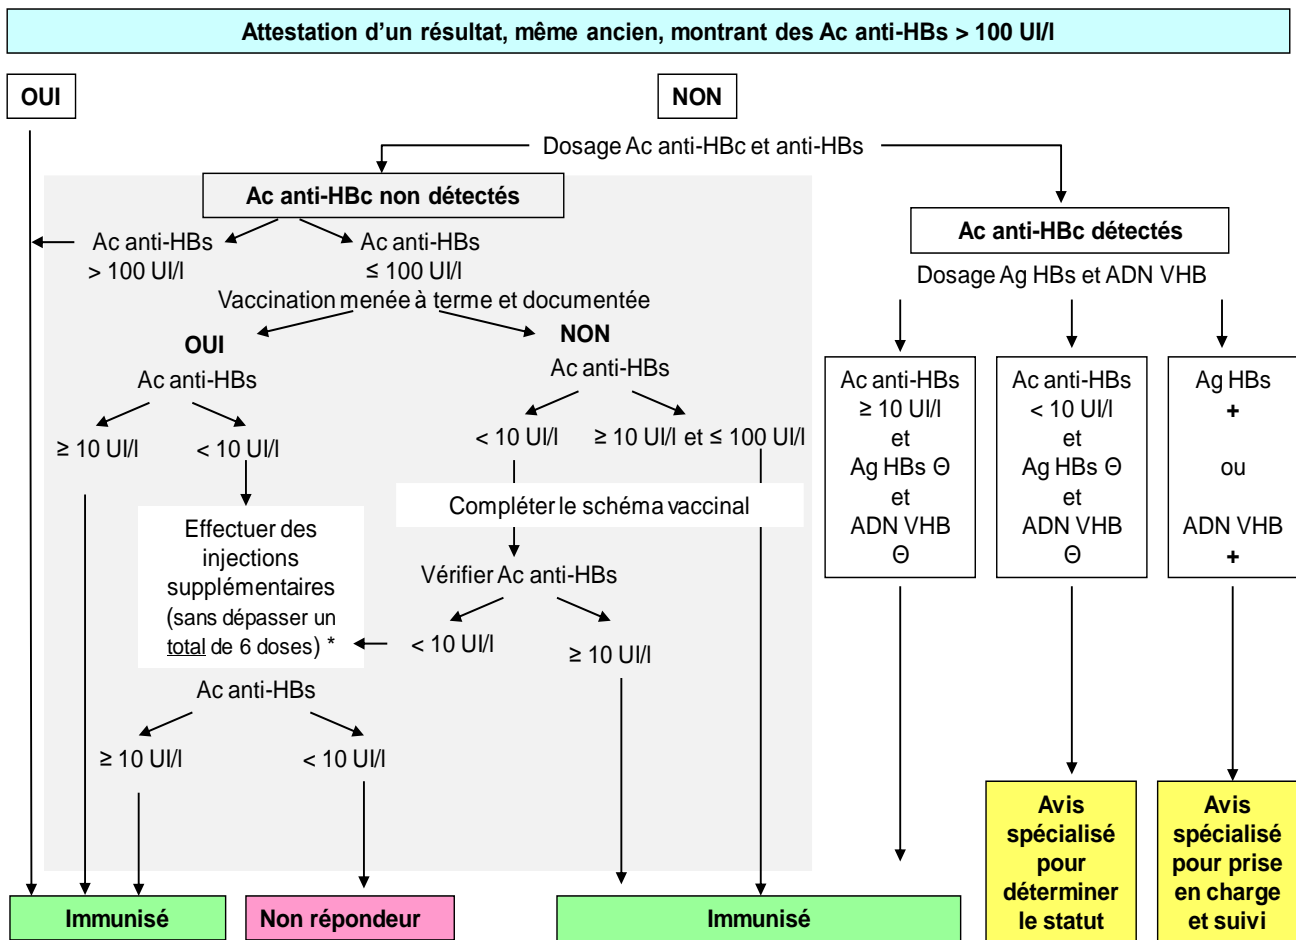 Attestation d'un résultat, même ancien, montrant des Ac anti-HBs > 100 UI/l
OUI
NON
Dosage Ac anti-HBc et anti-HBs
Ac anti-HBc non détectés
Ac anti-HBs
> 100 UI/l
Ac anti-HBs
≤ 100 UI/l
Vaccination menée à terme et documentée
OUI
Ac anti-HBs
≥ 10 UI/l
< 10 UI/l
NON
Ac anti-HBs
< 10 UI/l
≥ 10 UI/l et ≤ 100 UI/l
Effectuer des
injections
supplémentaires
(sans dépasser un
total de 6 doses) *
Compléter le schéma vaccinal
Vérifier Ac anti-HBs
< 10 UI/l
≥ 10 UI/l
Ac anti-HBs
≥ 10 UI/l
< 10 UI/l
Ac anti-HBc détectés
Dosage Ag HBs et ADN VHB
Ac anti-HBs
≥ 10 UI/l
et
Ag HBs Θ
et
ADN VHB
Θ
Ac anti-HBs
< 10 UI/l
et
Ag HBs Θ
et
ADN VHB
Θ
Ag HBs
+
ou
ADN VHB
+
Immunisé
Non répondeur
Immunisé
Avis
spécialisé
pour
déterminer
le statut
Avis
spécialisé
pour prise
en charge
et suivi